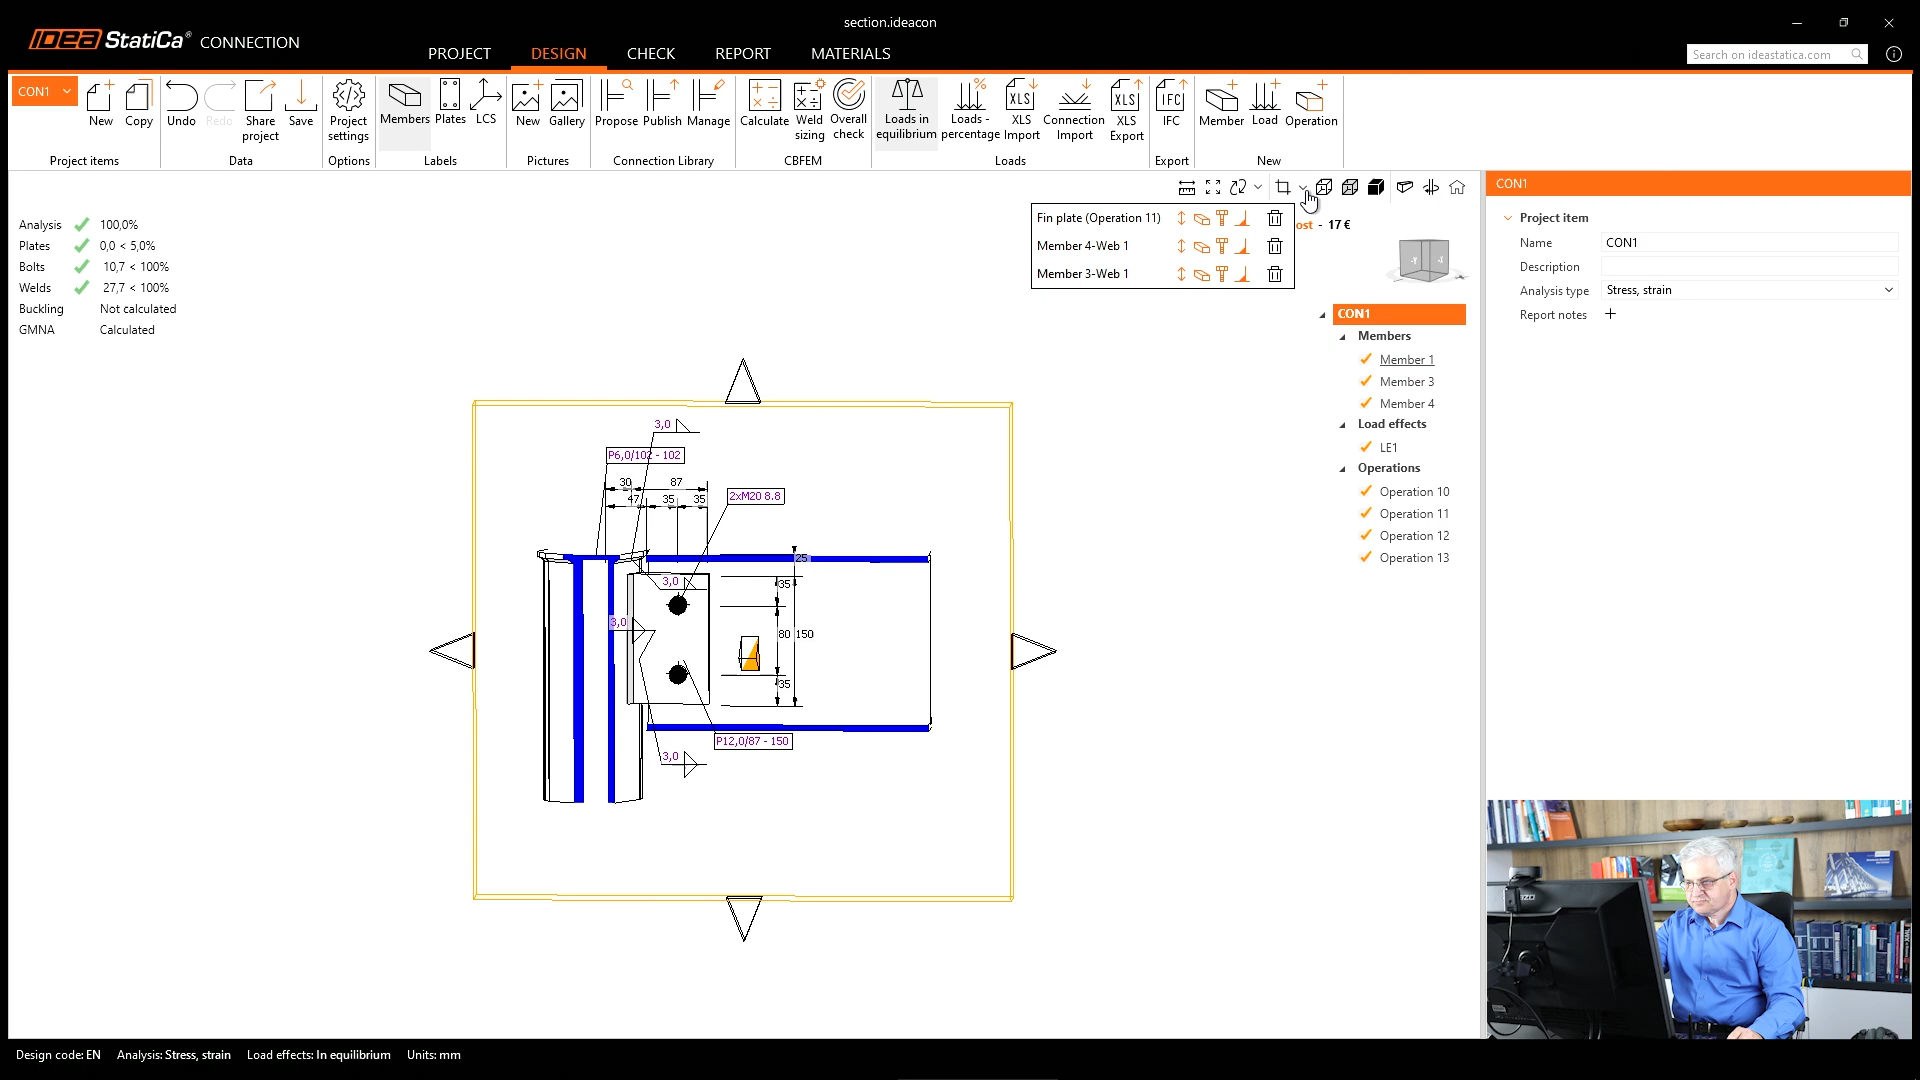 section.ideacon
IDEA StatiCa® CONNECTION
PROJECT DESIGN CHECK REPORT MATERIALS
Search on ideastatica.com
CON1
New Copy Undo Redo Share project Save Project settings Members Plates LCS New Gallery Propose Publish Manage Calculate Weld sizing Overall check Loads in equilibrium Loads - percentage XLS Import Connection Import XLS Export IFC Member Load Operation
Project items Data Options Labels Pictures Connection Library CBFEM Loads Export New
CON1
Analysis 100,0%
Plates 0,0 < 5,0%
Bolts 10,7 < 100%
Welds 27,7 < 100%
Buckling Not calculated
GMNA Calculated
Fin plate (Operation 11)
Member 4-Web 1
Member 3-Web 1
ost - 17 €
Project item
Name CON1
Description
Analysis type Stress, strain
Report notes
CON1
Members
Member 1
Member 3
Member 4
Load effects
LE1
Operations
Operation 10
Operation 11
Operation 12
Operation 13
3,0
P6,0/102 - 102
30 87
47 35 35
2xM20 8.8
25
3,0
35
3,0
80 150
35
P12,0/87 - 150
3,0
Design code: EN Analysis: Stress, strain Load effects: In equilibrium Units: mm